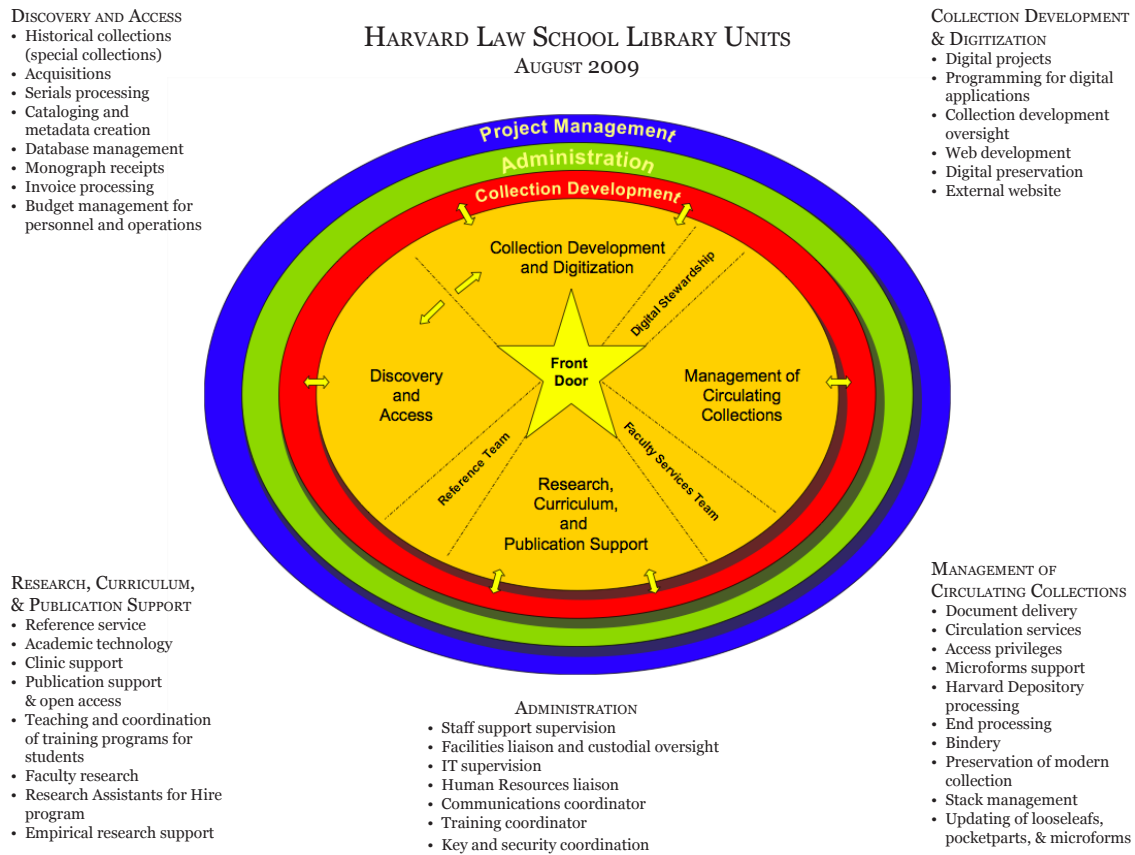 HARVARD LAW SCHOOL LIBRARY UNITS
AUGUST 2009
DISCOVERY AND ACCESS
• Historical collections
(special collections)
• Acquisitions
• Serials processing
• Cataloging and
metadata creation
• Database management
• Monograph receipts
• Invoice processing
• Budget management for
personnel and operations
COLLECTION DEVELOPMENT
& DIGITIZATION
• Digital projects
• Programming for digital
applications
• Collection development
oversight
• Web development
• Digital preservation
• External website
Project Management
Administration
Collection Development
Collection Development
and Digitization
Digital Stewardship
Front
Door
Discovery
and
Access
Management of
Circulating
Collections
Reference Team
Faculty Services Team
Research,
Curriculum,
and
Publication Support
RESEARCH, CURRICULUM,
& PUBLICATION SUPPORT
• Reference service
• Academic technology
• Clinic support
• Publication support
& open access
• Teaching and coordination
of training programs for
students
• Faculty research
• Research Assistants for Hire
program
• Empirical research support
ADMINISTRATION
• Staff support supervision
• Facilities liaison and custodial oversight
• IT supervision
• Human Resources liaison
• Communications coordinator
• Training coordinator
• Key and security coordination
MANAGEMENT OF
CIRCULATING COLLECTIONS
• Document delivery
• Circulation services
• Access privileges
• Microforms support
• Harvard Depository
processing
• End processing
• Bindery
• Preservation of modern
collection
• Stack management
• Updating of looseleafs,
pocketparts, & microforms